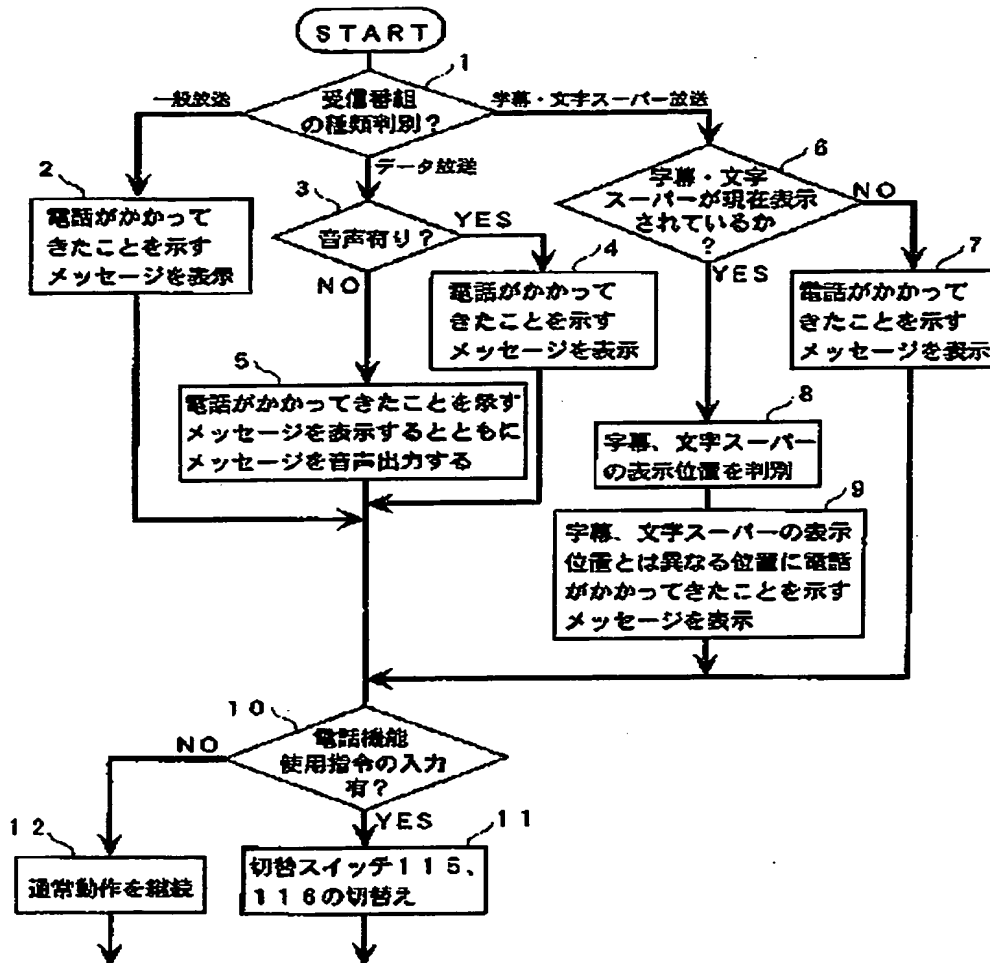 START
1
受信番組
の種類判別？
一般放送
字幕・文字スーパー放送
データ放送
2
電話がかかって
きたことを示す
メッセージを表示
3
音声有り？
YES
NO
4
電話がかかって
きたことを示す
メッセージを表示
5
電話がかかってきたことを示す
メッセージを表示するとともに
メッセージを音声出力する
6
字幕・文字
スーパーが現在表示
されているか
？
NO
YES
7
電話がかかって
きたことを示す
メッセージを表示
8
字幕、文字スーパー
の表示位置を判別
9
字幕、文字スーパーの表示
位置とは異なる位置に電話
がかかってきたことを示す
メッセージを表示
10
電話機能
使用指令の入力
有？
NO
YES
11
切替スイッチ115、
116の切替え
12
通常動作を継続